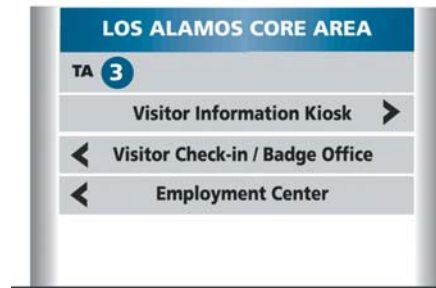 LOS ALAMOS CORE AREA
TA 3
Visitor Information Kiosk >
< Visitor Check-in / Badge Office
< Employment Center